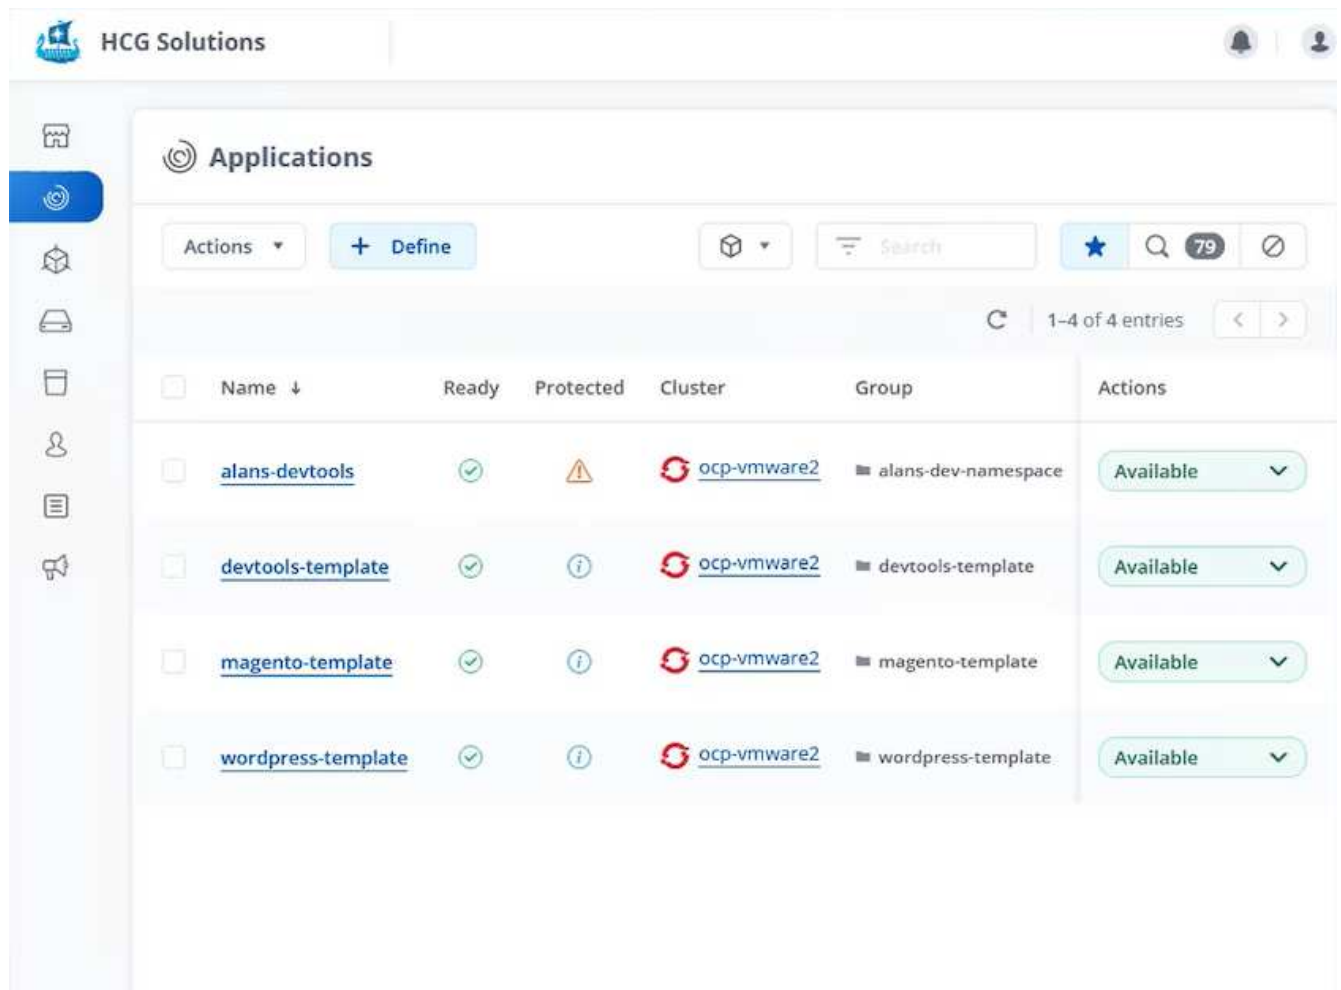 HCG Solutions
Applications
Actions + Define Search 79
1–4 of 4 entries
Name Ready Protected Cluster Group Actions
alans-devtools ocp-vmware2 alans-dev-namespace Available
devtools-template ocp-vmware2 devtools-template Available
magento-template ocp-vmware2 magento-template Available
wordpress-template ocp-vmware2 wordpress-template Available